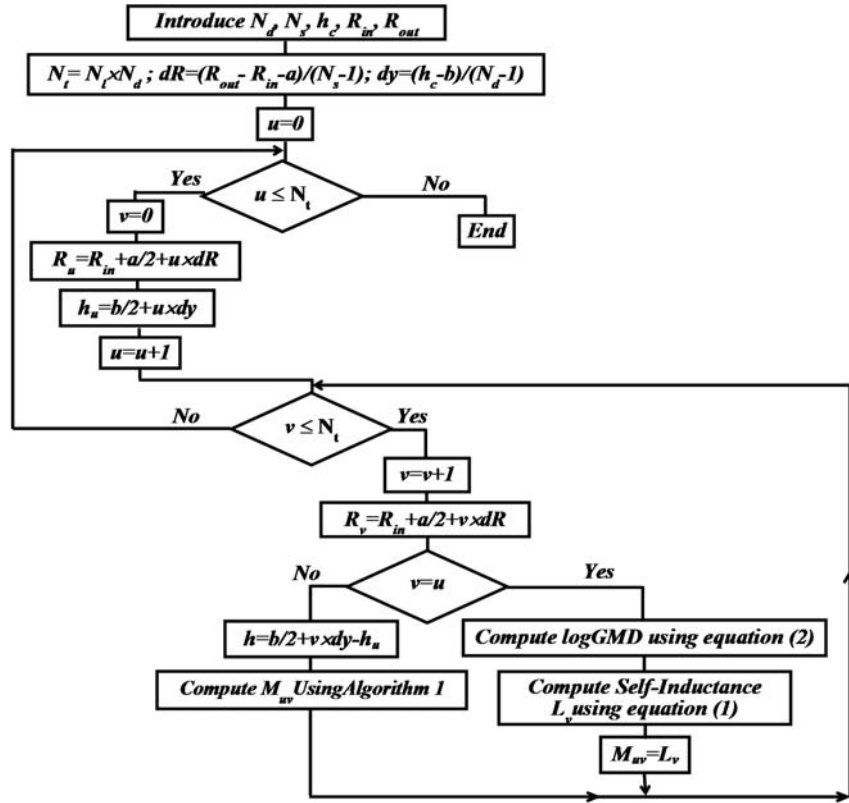 Introduce N_d, N_s, h_c, R_in, R_out
N_t= N_l×N_d ; dR=(R_out- R_in-a)/(N_s-1); dy=(h_c-b)/(N_d-1)
u=0
Yes
u ≤ N_t
No
v=0
End
R_u=R_in+a/2+u×dR
h_u=b/2+u×dy
u=u+1
No
v ≤ N_t
Yes
v=v+1
R_v=R_in+a/2+v×dR
No
v=u
Yes
h=b/2+v×dy-h_u
Compute logGMD using equation (2)
Compute M_uv UsingAlgorithm 1
Compute Self-Inductance
L_v using equation (1)
M_uv=L_v